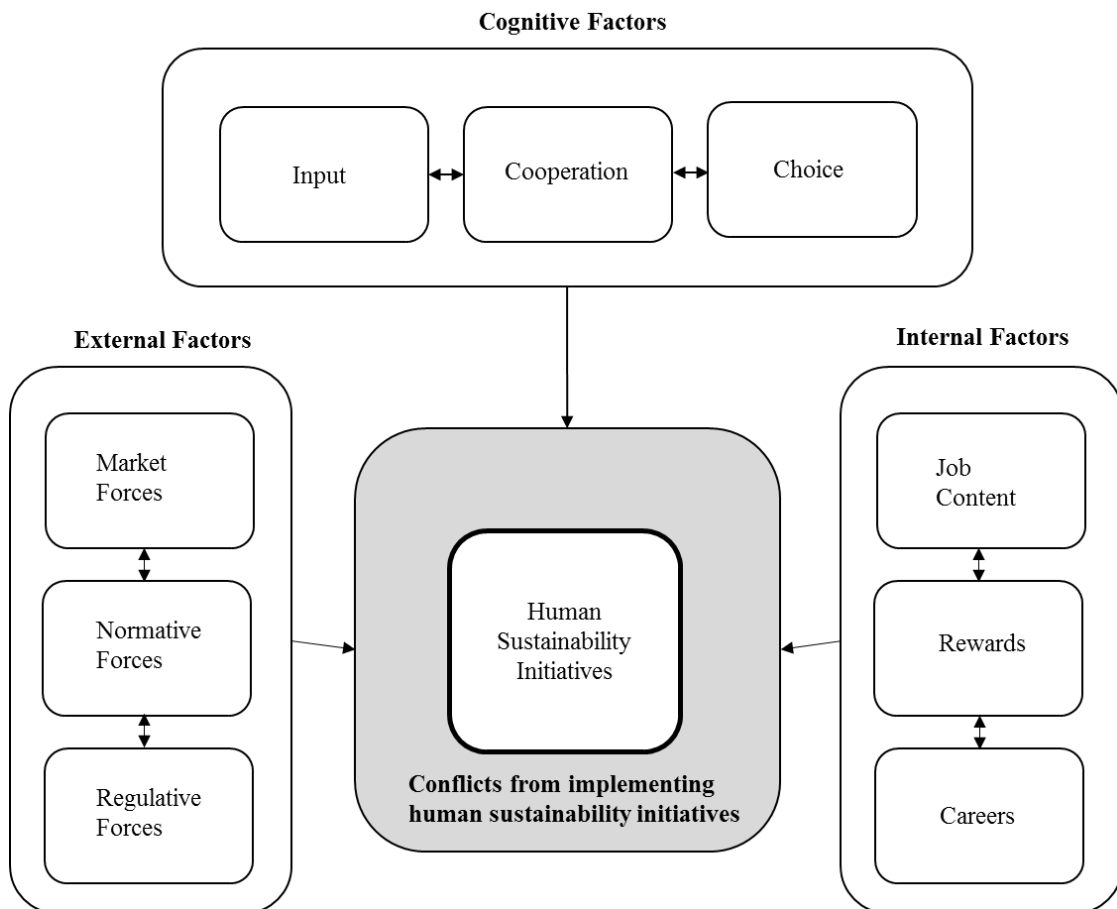 Cognitive Factors
Input
Cooperation
Choice
External Factors
Market
Forces
Normative
Forces
Regulative
Forces
Internal Factors
Job
Content
Rewards
Careers
Human
Sustainability
Initiatives
Conflicts from implementing
human sustainability initiatives